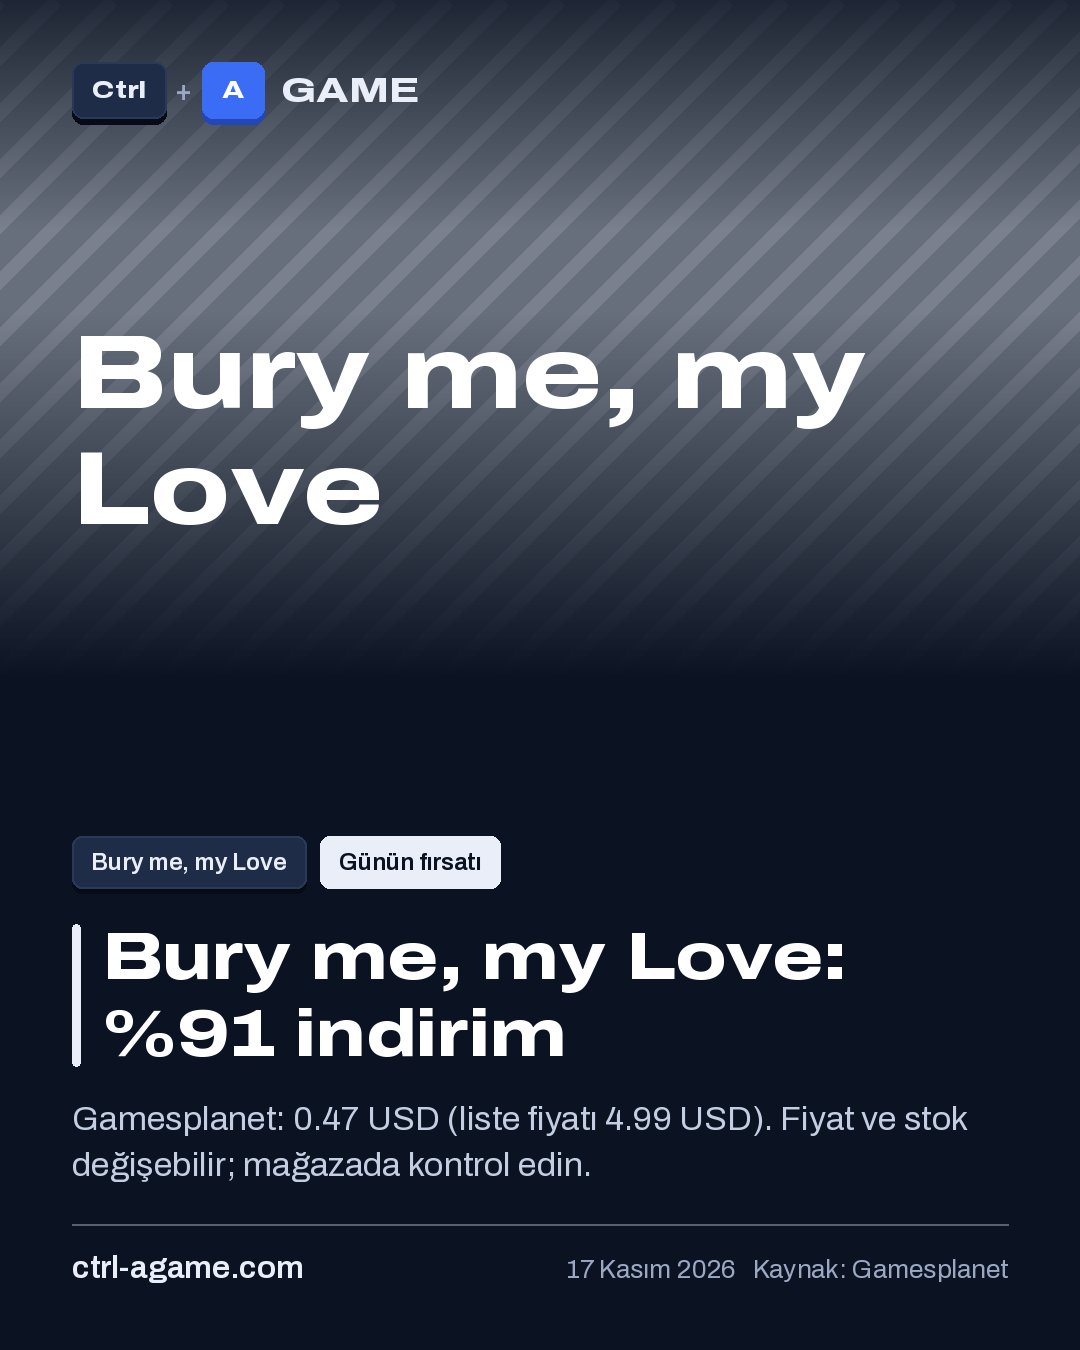 Ctrl + A GAME
Bury me, my
Love
Bury me, my Love
Günün fırsatı
Bury me, my Love:
%91 indirim
Gamesplanet: 0.47 USD (liste fiyatı 4.99 USD). Fiyat ve stok
değişebilir; mağazada kontrol edin.
ctrl-agame.com
17 Kasım 2026 Kaynak: Gamesplanet